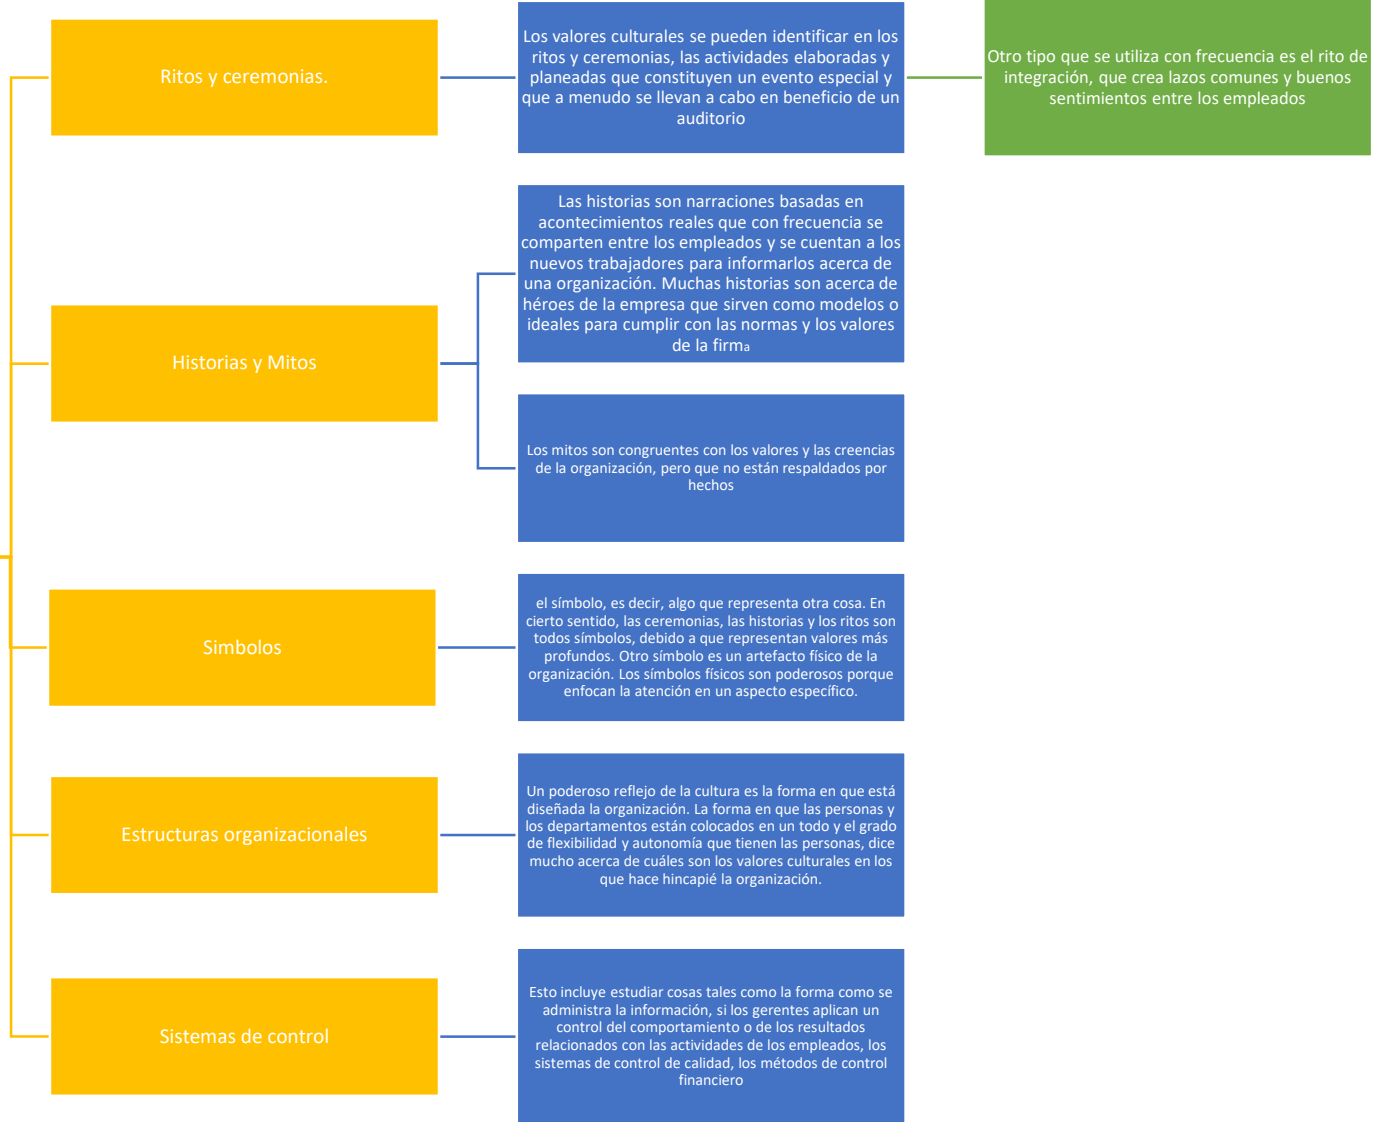 Ritos y ceremonias.
Los valores culturales se pueden identificar en los
ritos y ceremonias, las actividades elaboradas y
planeadas que constituyen un evento especial y
que a menudo se llevan a cabo en beneficio de un
auditorio
Otro tipo que se utiliza con frecuencia es el rito de
integración, que crea lazos comunes y buenos
sentimientos entre los empleados
Historias y Mitos
Las historias son narraciones basadas en
acontecimientos reales que con frecuencia se
comparten entre los empleados y se cuentan a los
nuevos trabajadores para informarlos acerca de
una organización. Muchas historias son acerca de
héroes de la empresa que sirven como modelos o
ideales para cumplir con las normas y los valores
de la firma
Los mitos son congruentes con los valores y las creencias
de la organización, pero que no están respaldados por
hechos
Simbolos
el símbolo, es decir, algo que representa otra cosa. En
cierto sentido, las ceremonias, las historias y los ritos son
todos símbolos, debido a que representan valores más
profundos. Otro símbolo es un artefacto físico de la
organización. Los símbolos físicos son poderosos porque
enfocan la atención en un aspecto específico.
Estructuras organizacionales
Un poderoso reflejo de la cultura es la forma en que está
diseñada la organización. La forma en que las personas y
los departamentos están colocados en un todo y el grado
de flexibilidad y autonomía que tienen las personas, dice
mucho acerca de cuáles son los valores culturales en los
que hace hincapié la organización.
Sistemas de control
Esto incluye estudiar cosas tales como la forma como se
administra la información, si los gerentes aplican un
control del comportamiento o de los resultados
relacionados con las actividades de los empleados, los
sistemas de control de calidad, los métodos de control
financiero